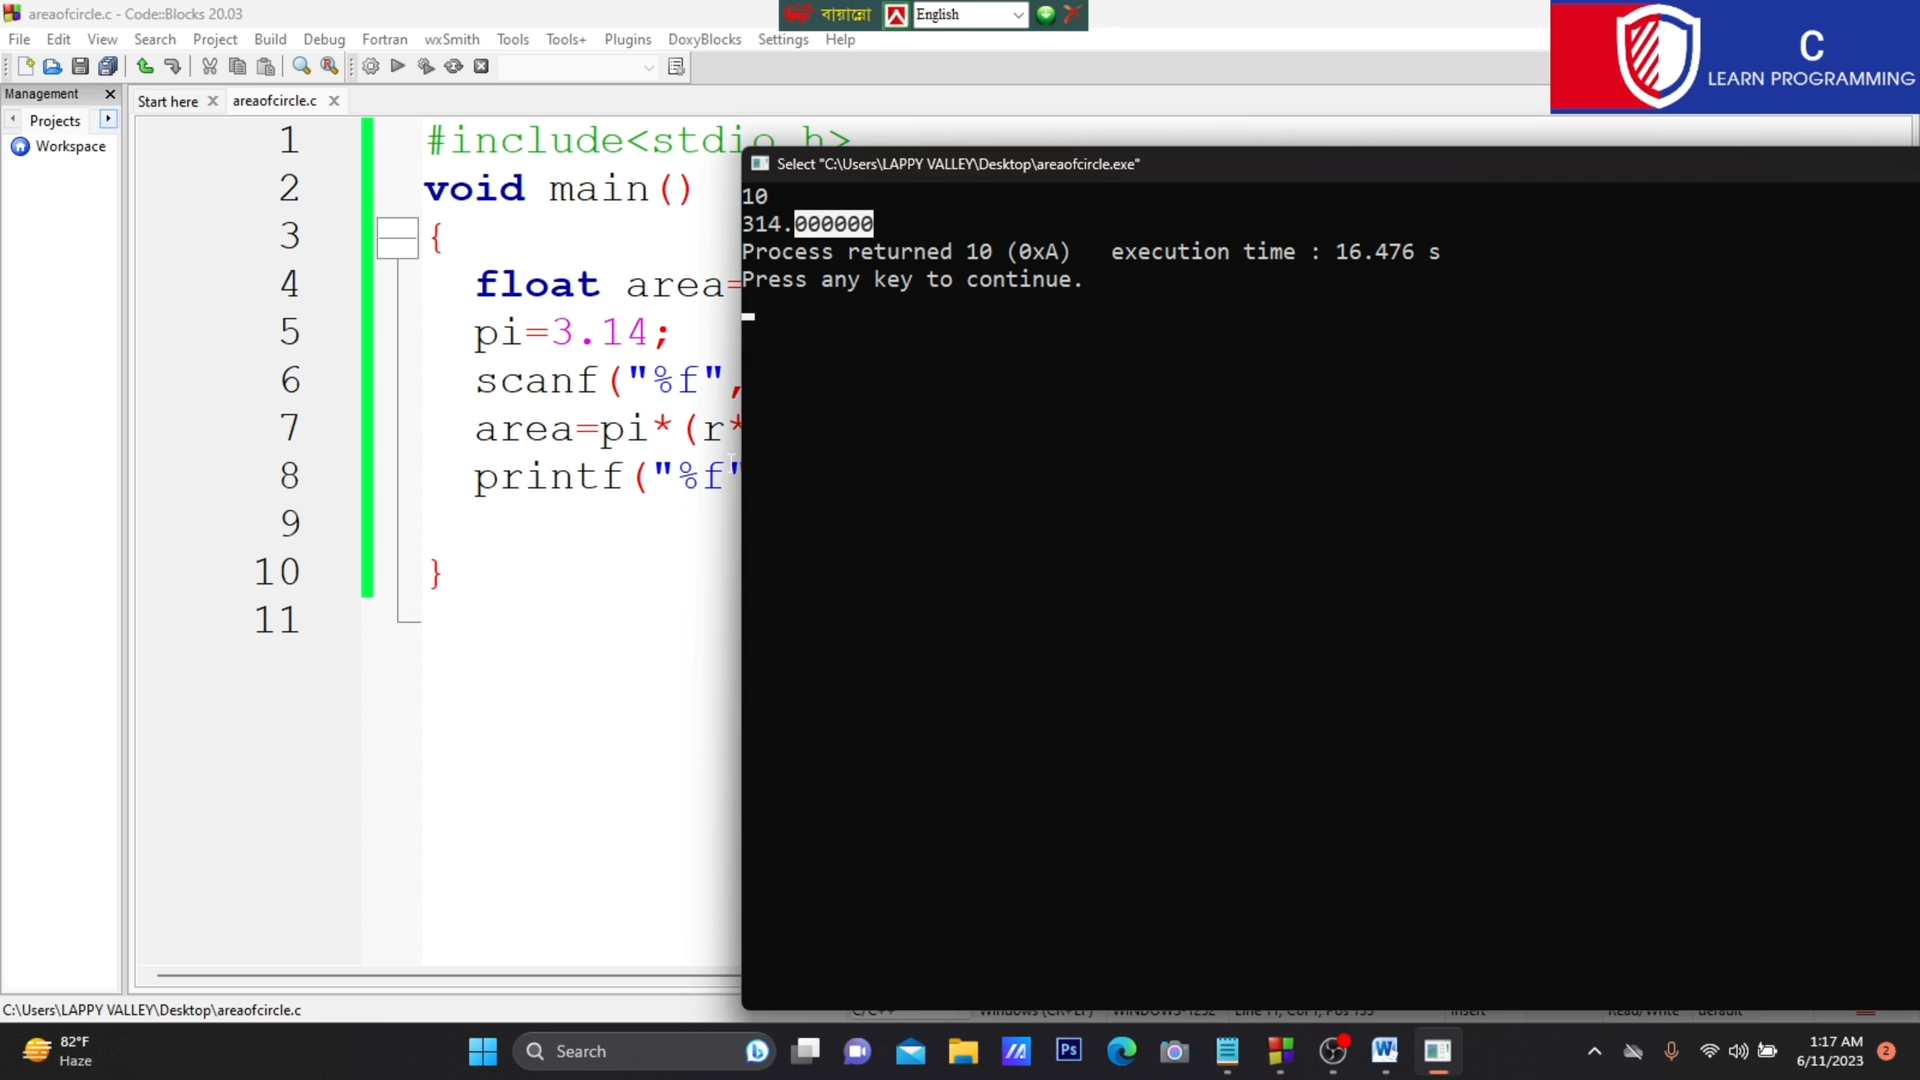 areaofcircle.c - Code::Blocks 20.03
বায়ান্নো English
C
LEARN PROGRAMMING
File Edit View Search Project Build Debug Fortran wxSmith Tools Tools+ Plugins DoxyBlocks Settings Help
Management
Start here areaofcircle.c
Projects
Workspace
1 #include<stdio.h>
2 void main()
3 {
4 float area=
5 pi=3.14;
6 scanf("%f",
7 area=pi*(r*
8 printf("%f"
9
10 }
11
Select "C:\Users\LAPPY VALLEY\Desktop\areaofcircle.exe"
10
314.000000
Process returned 10 (0xA) execution time : 16.476 s
Press any key to continue.
C:\Users\LAPPY VALLEY\Desktop\areaofcircle.c
82°F
Haze
Search
Ps
1:17 AM
6/11/2023
2